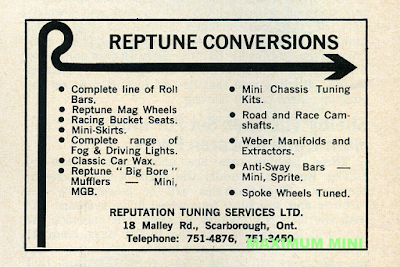 REPTUNE CONVERSIONS
Complete line of Roll
Bars.
Reptune Mag Wheels
Racing Bucket Seats.
Mini-Skirts.
Complete range of
Fog & Driving Lights.
Classic Car Wax.
Reptune "Big Bore"
Mufflers — Mini,
MGB.
Mini Chassis Tuning
Kits.
Road and Race Cam-
shafts.
Weber Manifolds and
Extractors.
Anti-Sway Bars —
Mini, Sprite.
Spoke Wheels Tuned.
REPUTATION TUNING SERVICES LTD.
18 Malley Rd., Scarborough, Ont.
Telephone: 751-4876, 751-3450
MAXIMUM MINI